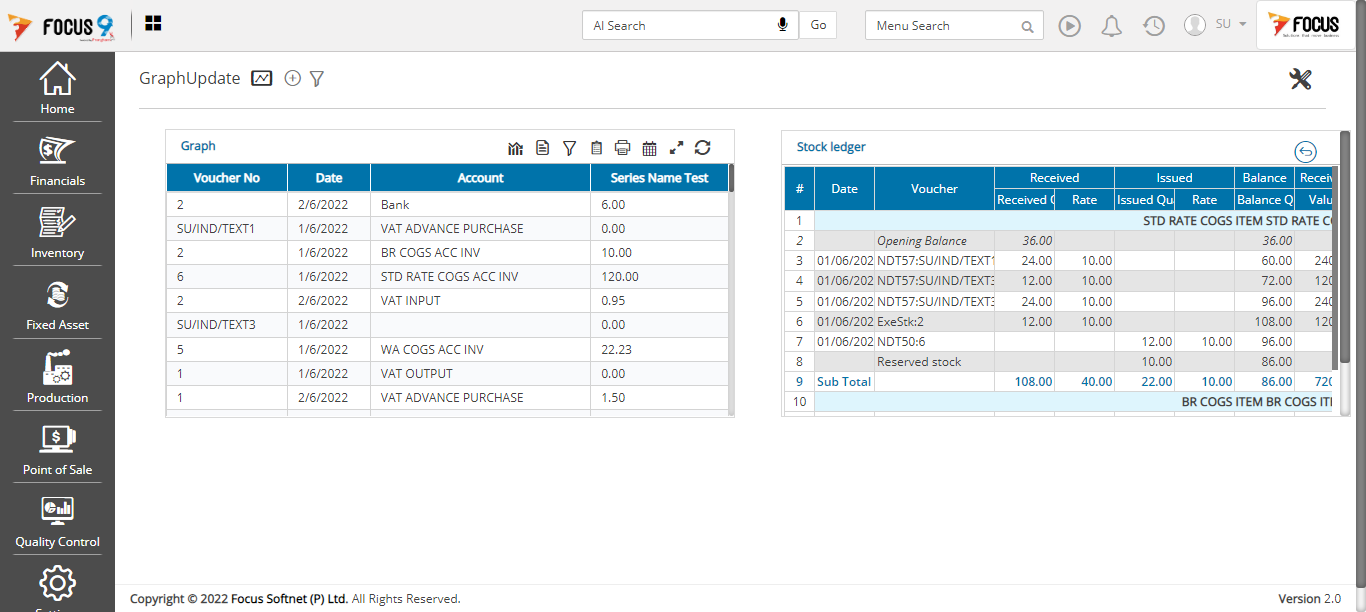 FOCUS 9
AI Search
Go
Menu Search
SU
FOCUS
Home
Financials
Inventory
Fixed Asset
Production
Point of Sale
Quality Control
GraphUpdate
Graph
Voucher No Date Account Series Name Test
2 2/6/2022 Bank 6.00
SU/IND/TEXT1 1/6/2022 VAT ADVANCE PURCHASE 0.00
2 1/6/2022 BR COGS ACC INV 10.00
6 1/6/2022 STD RATE COGS ACC INV 120.00
2 2/6/2022 VAT INPUT 0.95
SU/IND/TEXT3 1/6/2022 0.00
5 1/6/2022 WA COGS ACC INV 22.23
1 1/6/2022 VAT OUTPUT 0.00
1 2/6/2022 VAT ADVANCE PURCHASE 1.50
Stock ledger
# Date Voucher Received Issued Balance Receiv
Received Q Rate Issued Qu Rate Balance Q Valu
1 STD RATE COGS ITEM STD RATE CO
2 Opening Balance 36.00 36.00
3 01/06/202 NDT57:SU/IND/TEXT1 24.00 10.00 60.00 240
4 01/06/202 NDT57:SU/IND/TEXT3 12.00 10.00 72.00 120
5 01/06/202 NDT57:SU/IND/TEXT3 24.00 10.00 96.00 240
6 01/06/202 ExeStk:2 12.00 10.00 108.00 120
7 01/06/202 NDT50:6 12.00 10.00 96.00
8 Reserved stock 10.00 86.00
9 Sub Total 108.00 40.00 22.00 10.00 86.00 720
10 BR COGS ITEM BR COGS ITE
Copyright © 2022 Focus Softnet (P) Ltd. All Rights Reserved.
Version 2.0